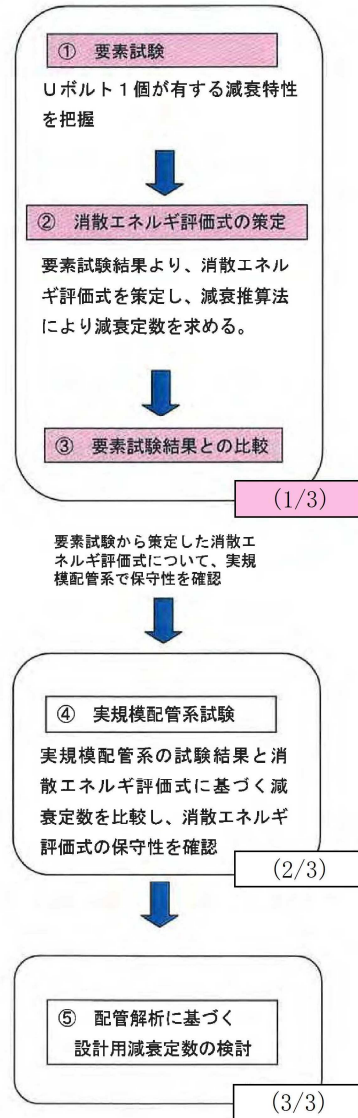 ① 要素試験
Uボルト1個が有する減衰特性
を把握
② 消散エネルギ評価式の策定
要素試験結果より、消散エネル
ギ評価式を策定し、減衰推算法
により減衰定数を求める。
③ 要素試験結果との比較
(1/3)
要素試験から策定した消散エ
ネルギ評価式について、実規
模配管系で保守性を確認
④ 実規模配管系試験
実規模配管系の試験結果と消
散エネルギ評価式に基づく減
衰定数を比較し、消散エネルギ
評価式の保守性を確認
(2/3)
⑤ 配管解析に基づく
設計用減衰定数の検討
(3/3)